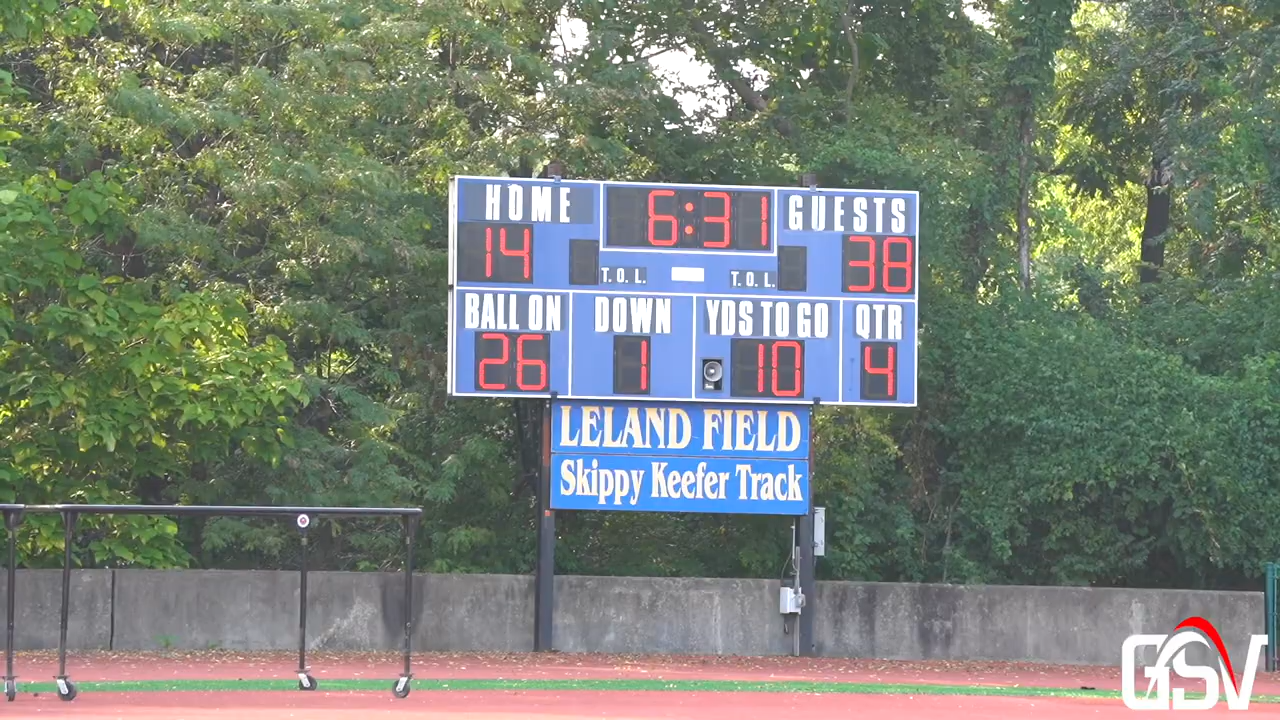 HOME 6:31 GUESTS
14 T.O.L. T.O.L. 38
BALL ON DOWN YDS TO GO QTR
26 1 10 4
LELAND FIELD
Skippy Keefer Track
GSV